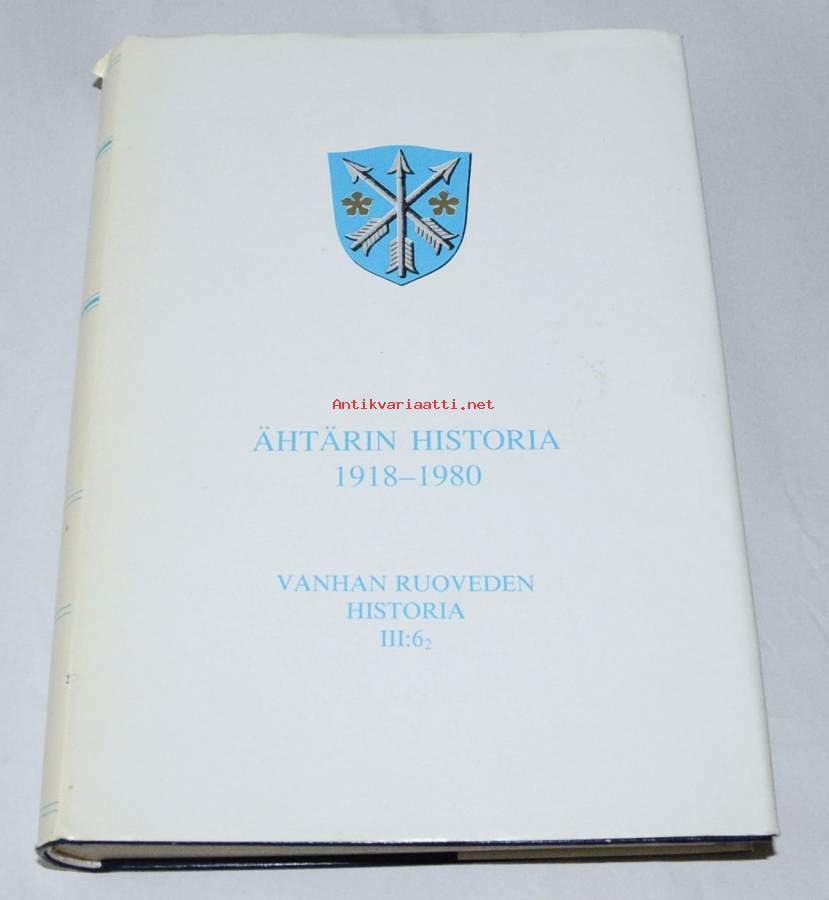 Antikvariaatti.net
ÄHTÄRIN HISTORIA
1918–1980
VANHAN RUOVEDEN
HISTORIA
III:6₂